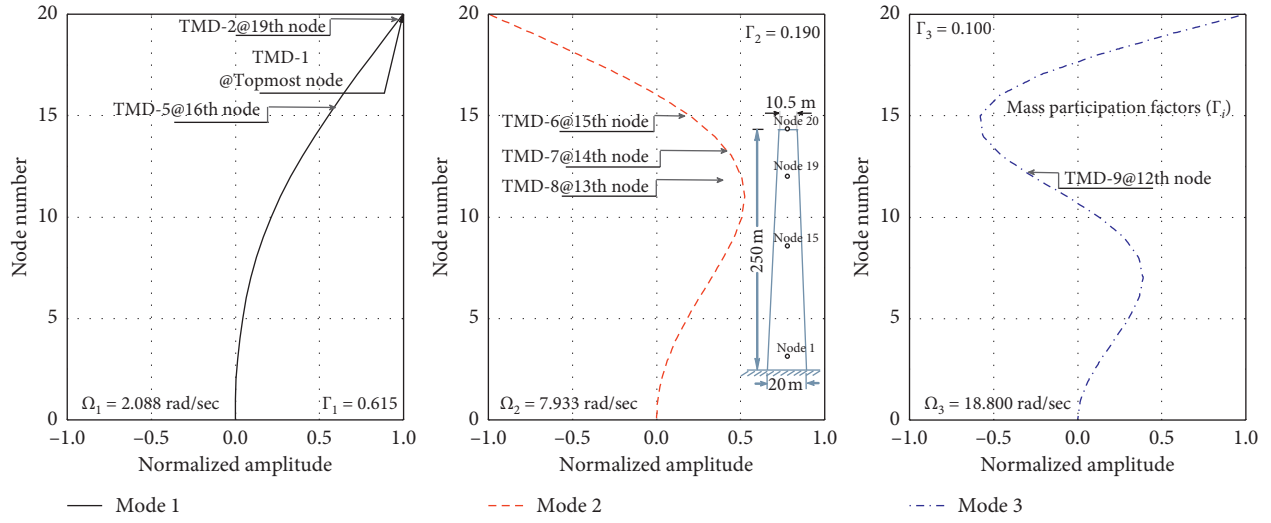 20
15
10
5
0
Node number
TMD-2@19th node
TMD-1
@Topmost node
TMD-5@16th node
Ω1 = 2.088 rad/sec
Γ1 = 0.615
−1.0 −0.5 0.0 0.5 1.0
Normalized amplitude
Mode 1
20
15
10
5
0
Node number
Γ2 = 0.190
TMD-6@15th node
TMD-7@14th node
TMD-8@13th node
10.5 m
Node 20
Node 19
Node 15
250 m
Node 1
20 m
Ω2 = 7.933 rad/sec
−1.0 −0.5 0.0 0.5 1.0
Normalized amplitude
Mode 2
20
15
10
5
0
Node number
Γ3 = 0.100
Mass participation factors (Γi)
TMD-9@12th node
Ω3 = 18.800 rad/sec
−1.0 −0.5 0.0 0.5 1.0
Normalized amplitude
Mode 3